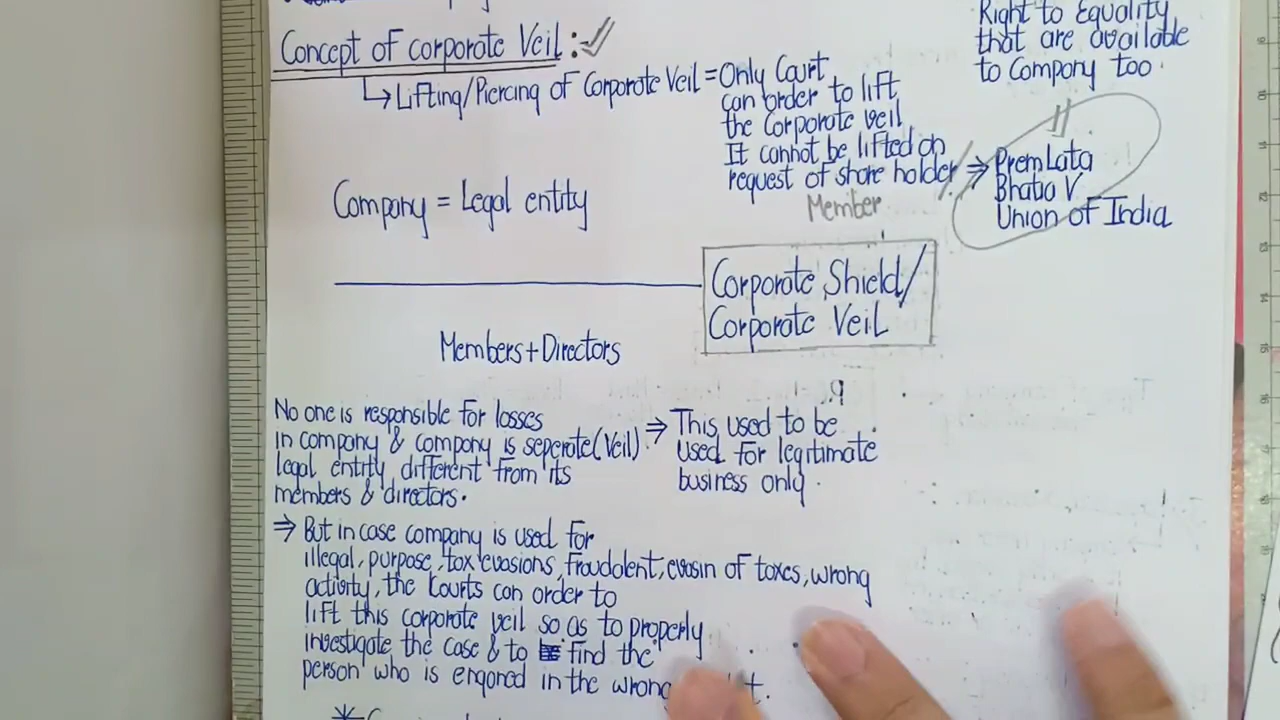 Concept of corporate Veil :
↳ Lifting/Piercing of Corporate Veil = Only Court
can order to lift
the Corporate veil
It cannot be lifted on
request of share holder ⇒ Prem Lata
Bhatia V.
Union of India
Member
Right to Equality
that are available
to Company too.
Company = Legal entity
Corporate Shield/
Corporate Veil
Members + Directors
No one is responsible for losses
in company & company is seperate (Veil)
legal entity different from its
members & directors.
⇒ This used to be
used for legitimate
business only.
⇒ But in case company is used for
illegal, purpose, tax evasions, fraudolent, evasin of taxes, wrong
activity, the Courts can order to
lift this corporate veil so as to properly
investigate the case & to find the
person who is engored in the wrong